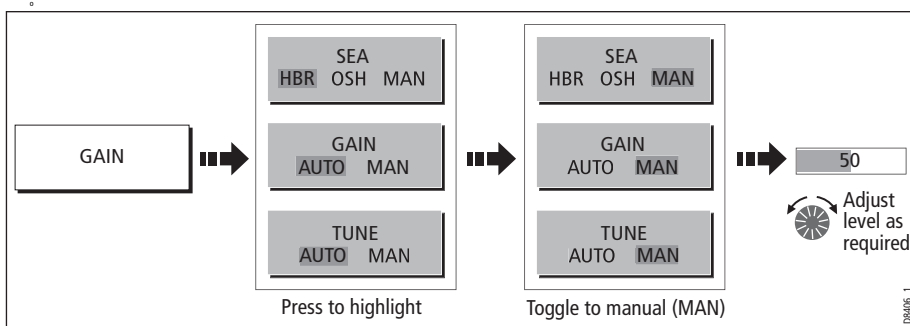 GAIN
SEA
HBR OSH MAN
GAIN
AUTO MAN
TUNE
AUTO MAN
Press to highlight
SEA
HBR OSH MAN
GAIN
AUTO MAN
TUNE
AUTO MAN
Toggle to manual (MAN)
50
Adjust
level as
required
D8406_1